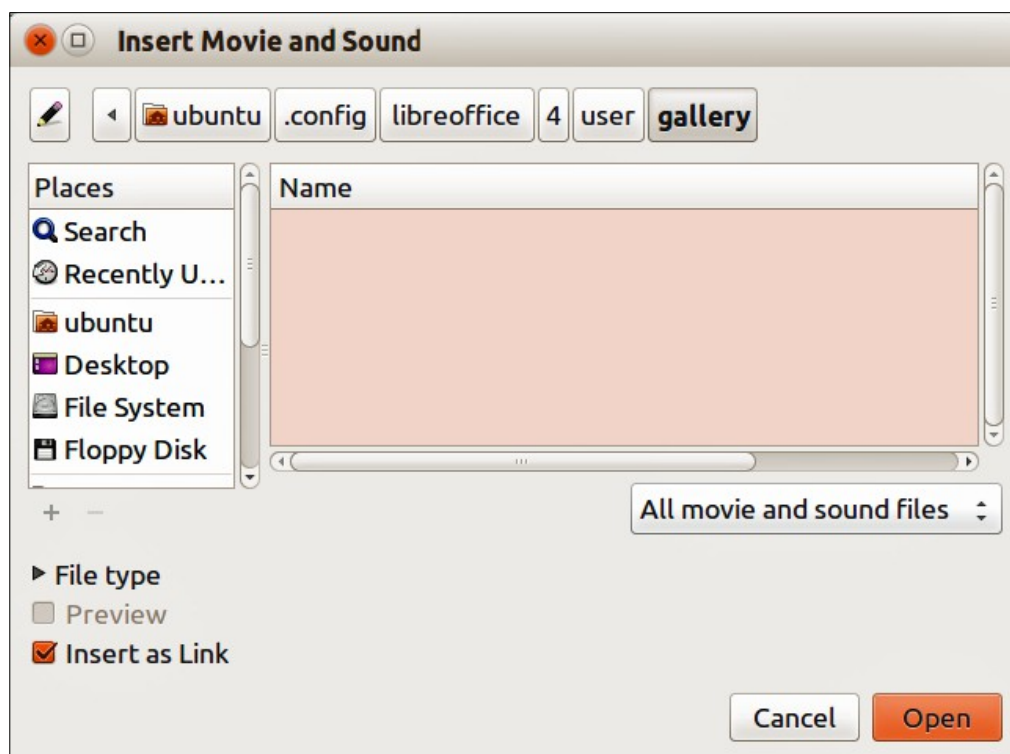 Insert Movie and Sound
ubuntu .config libreoffice 4 user gallery
Places
Search
Recently U...
ubuntu
Desktop
File System
Floppy Disk
Name
All movie and sound files
File type
Preview
Insert as Link
Cancel Open